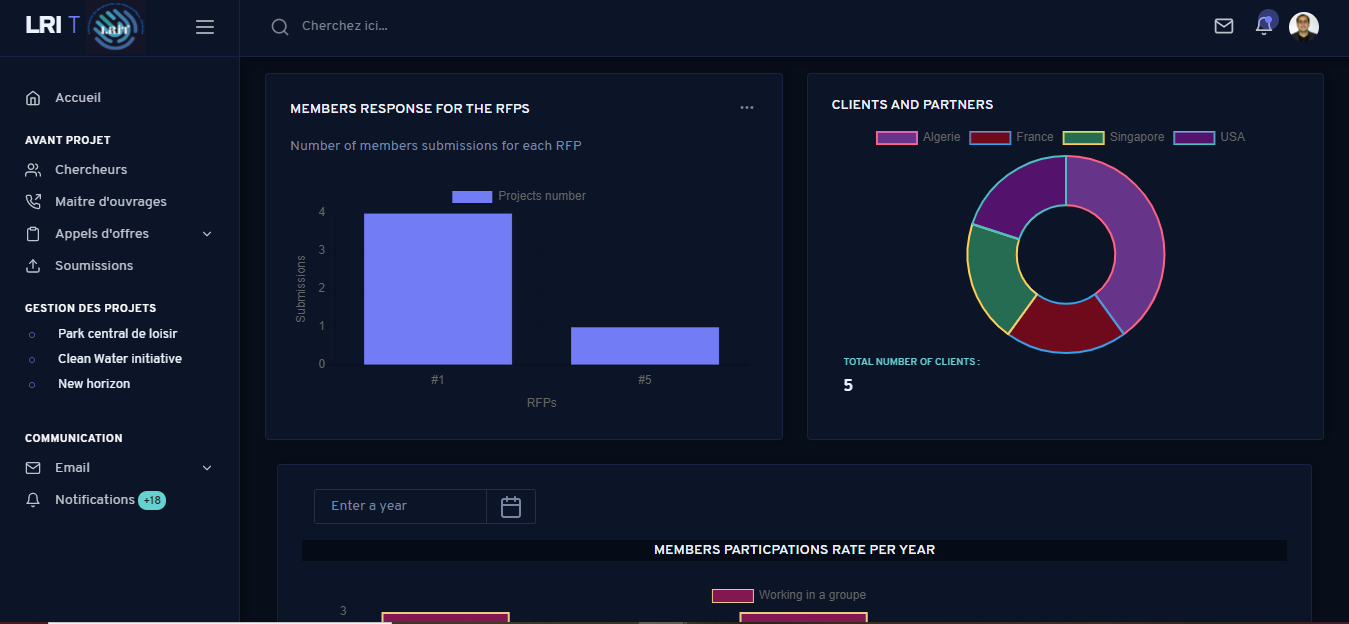 LRI T
LRIT
Cherchez ici...
Accueil
AVANT PROJET
Chercheurs
Maitre d'ouvrages
Appels d'offres
Soumissions
GESTION DES PROJETS
Park central de loisir
Clean Water initiative
New horizon
COMMUNICATION
Email
Notifications +18
MEMBERS RESPONSE FOR THE RFPS
Number of members submissions for each RFP
Projects number
4
3
2
1
0
Submissions
#1 #5
RFPs
CLIENTS AND PARTNERS
Algerie France Singapore USA
TOTAL NUMBER OF CLIENTS :
5
Enter a year
MEMBERS PARTICPATIONS RATE PER YEAR
Working in a groupe
3